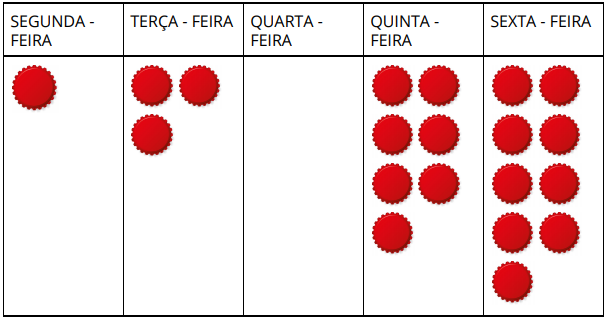 SEGUNDA -
FEIRA
TERÇA - FEIRA
QUARTA -
FEIRA
QUINTA -
FEIRA
SEXTA - FEIRA